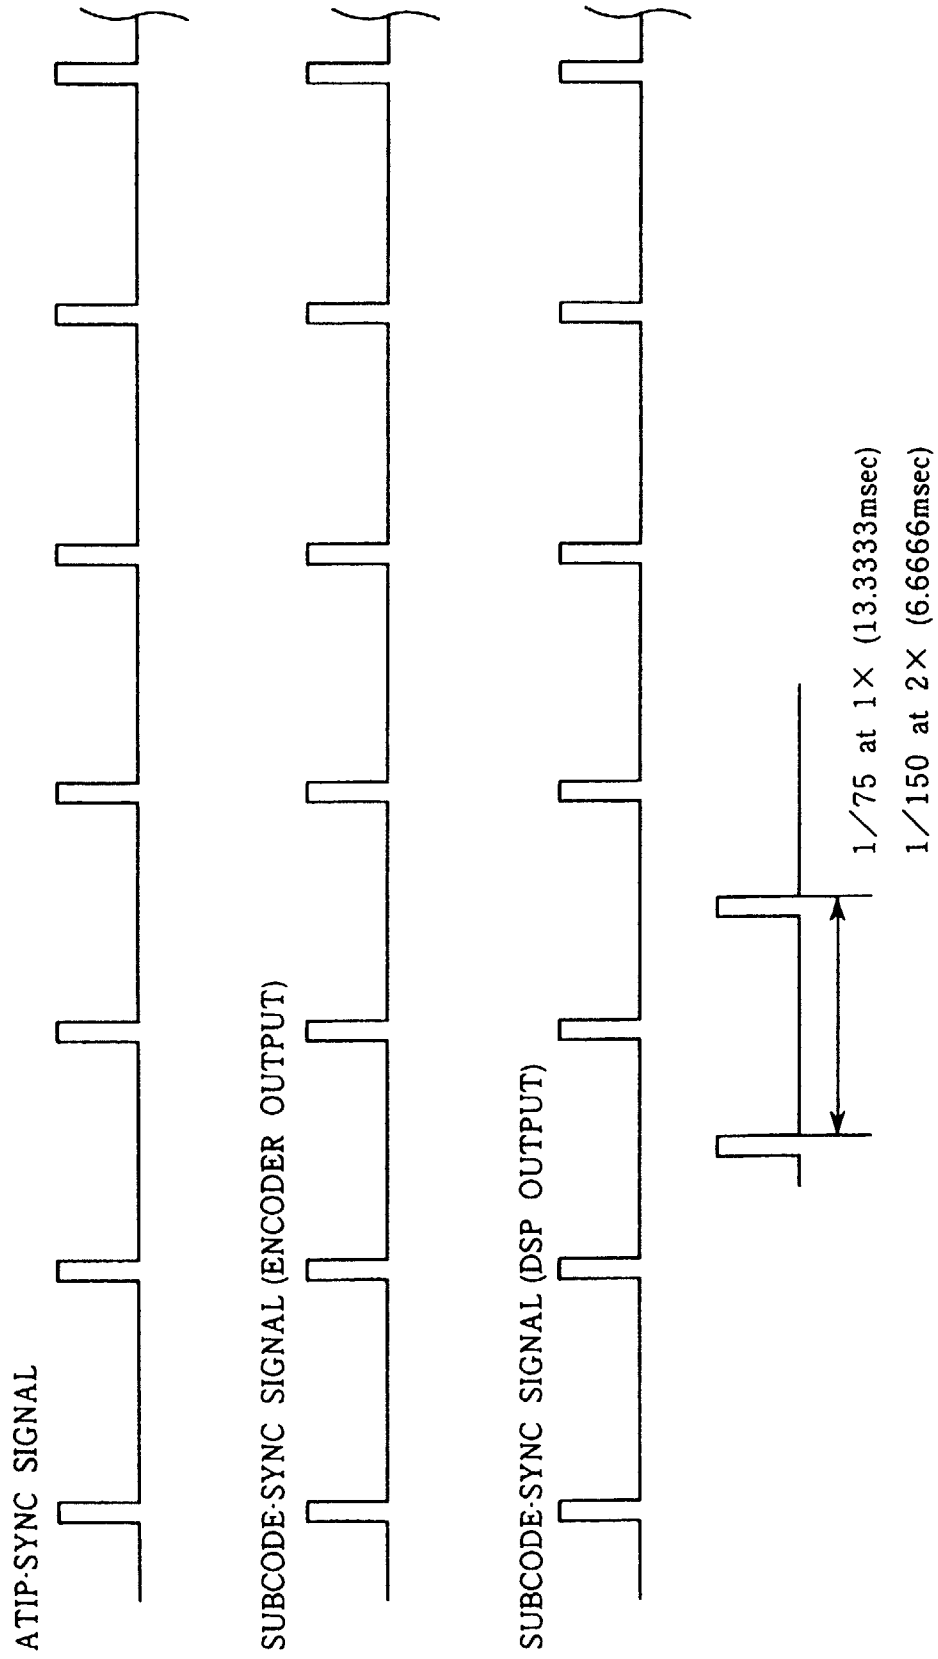 ATIP-SYNC SIGNAL
SUBCODE-SYNC SIGNAL (ENCODER OUTPUT)
SUBCODE-SYNC SIGNAL (DSP OUTPUT)
1/75 at 1× (13.3333msec)
1/150 at 2× (6.6666msec)